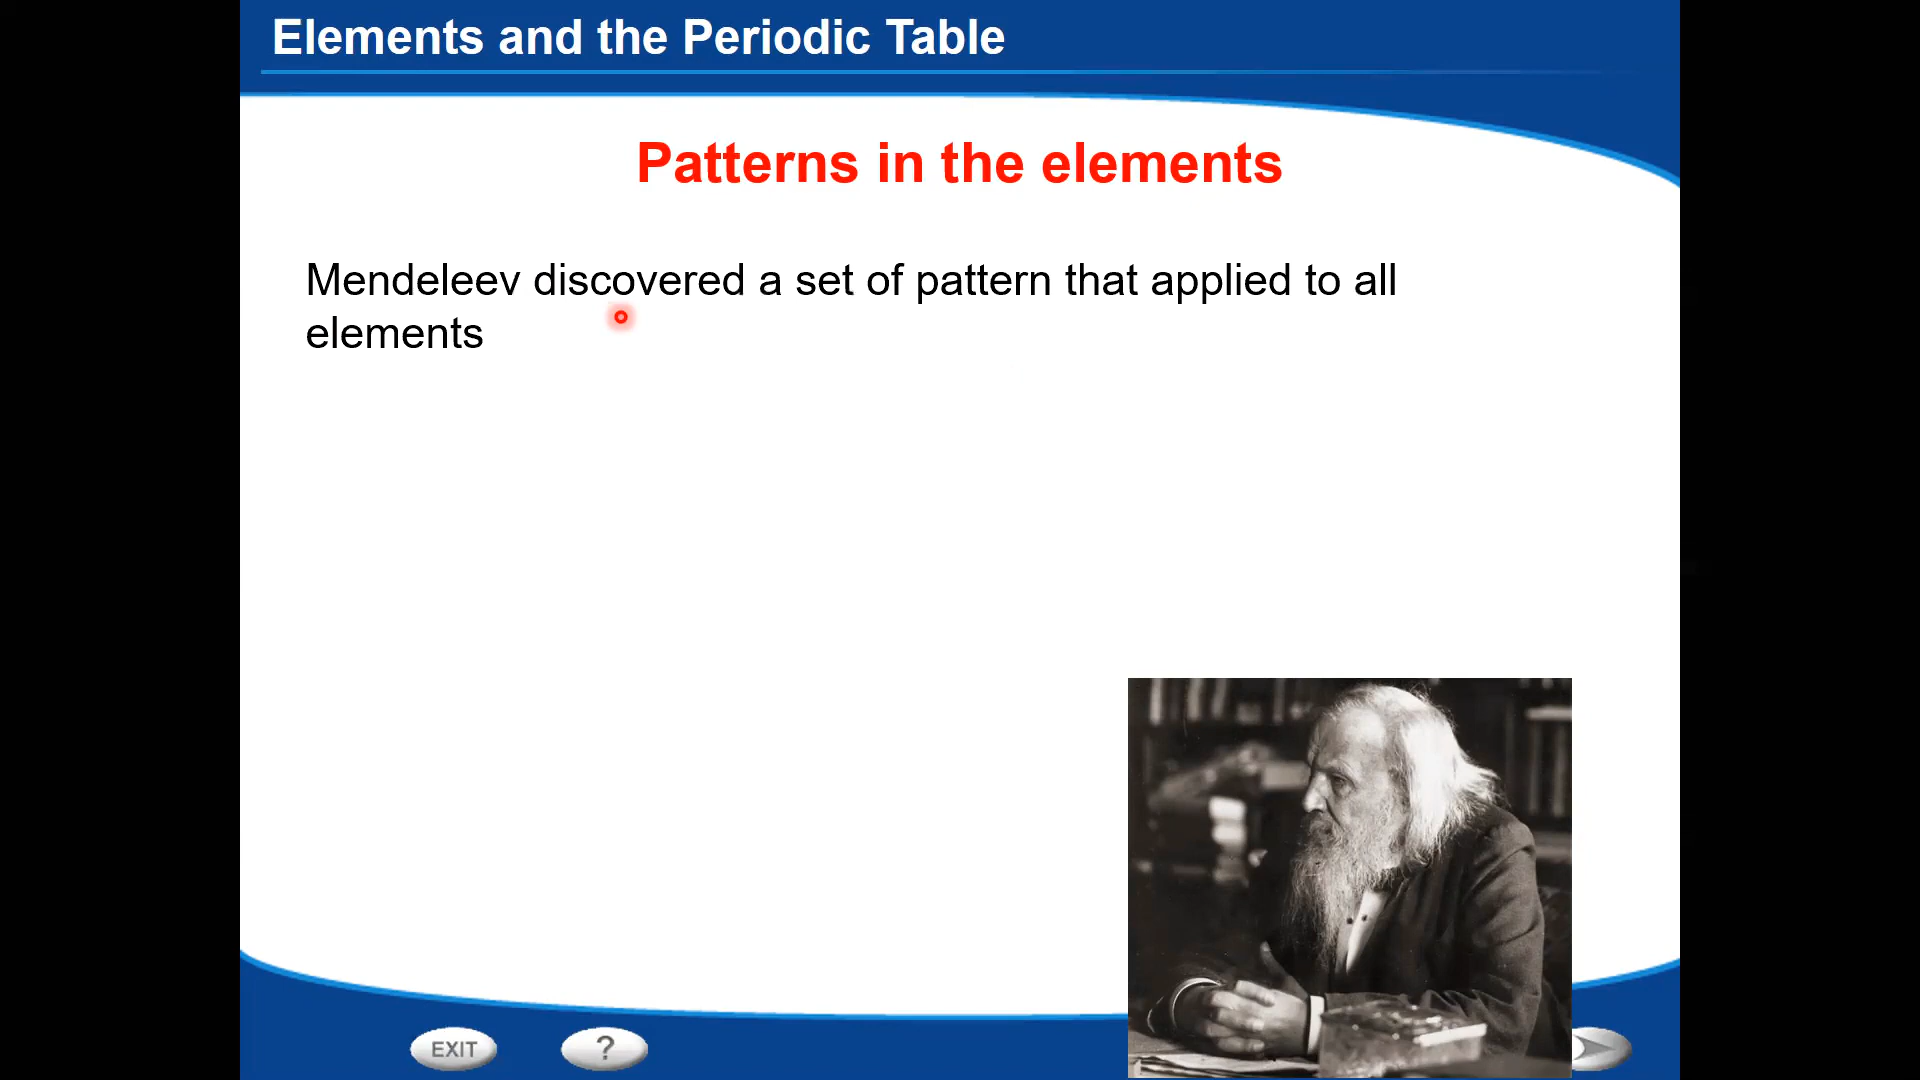 Elements and the Periodic Table
Patterns in the elements
Mendeleev discovered a set of pattern that applied to all
elements
EXIT
?